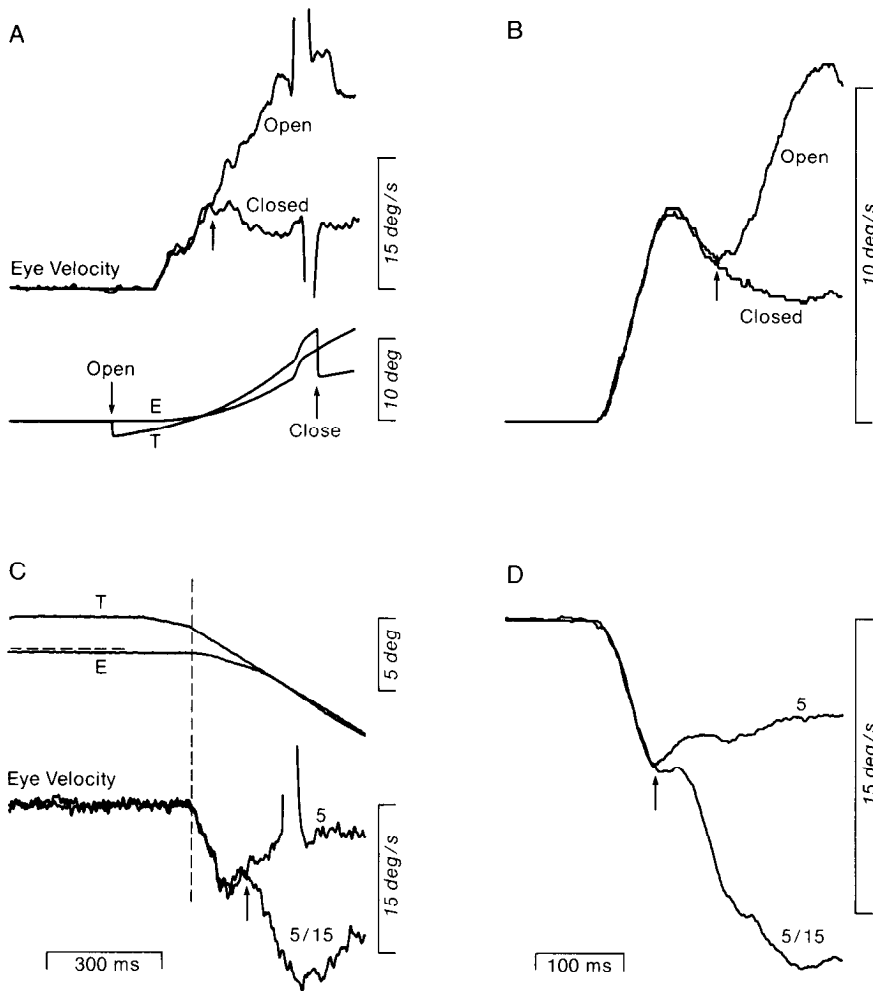 A
Open
Closed
15 deg/s
Eye Velocity
Open
E
T
Close
10 deg
B
Open
Closed
10 deg/s
C
T
E
5 deg
Eye Velocity
5
5/15
15 deg/s
300 ms
D
5
5/15
15 deg/s
100 ms